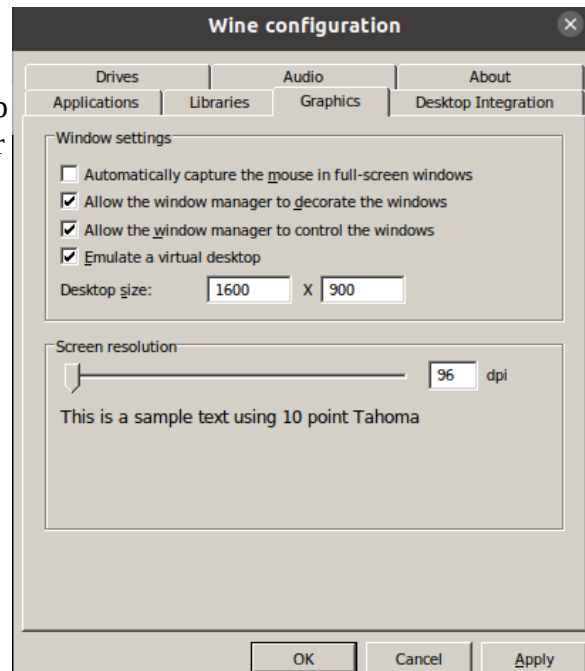 Wine configuration
Drives Audio About
Applications Libraries Graphics Desktop Integration
Window settings
Automatically capture the mouse in full-screen windows
Allow the window manager to decorate the windows
Allow the window manager to control the windows
Emulate a virtual desktop
Desktop size: 1600 X 900
Screen resolution
96 dpi
This is a sample text using 10 point Tahoma
OK Cancel Apply